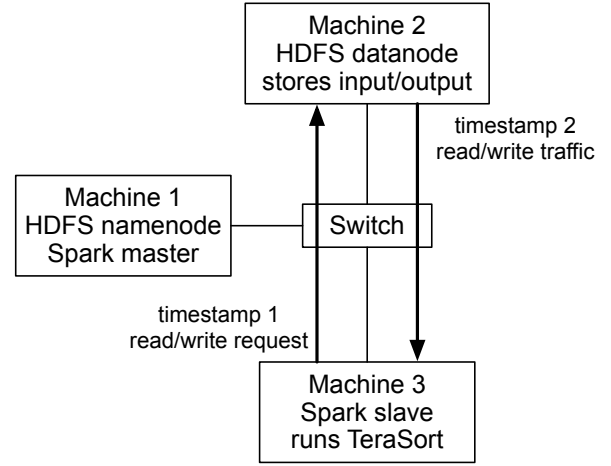 Machine 2
HDFS datanode
stores input/output
timestamp 2
read/write traffic
Machine 1
HDFS namenode
Spark master
Switch
timestamp 1
read/write request
Machine 3
Spark slave
runs TeraSort